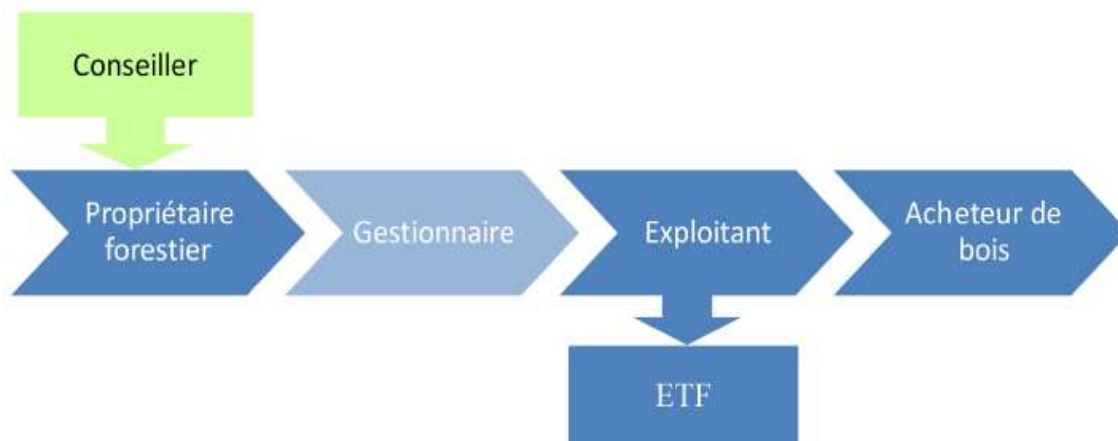 Conseiller
Propriétaire
forestier
Gestionnaire
Exploitant
Acheteur de
bois
ETF